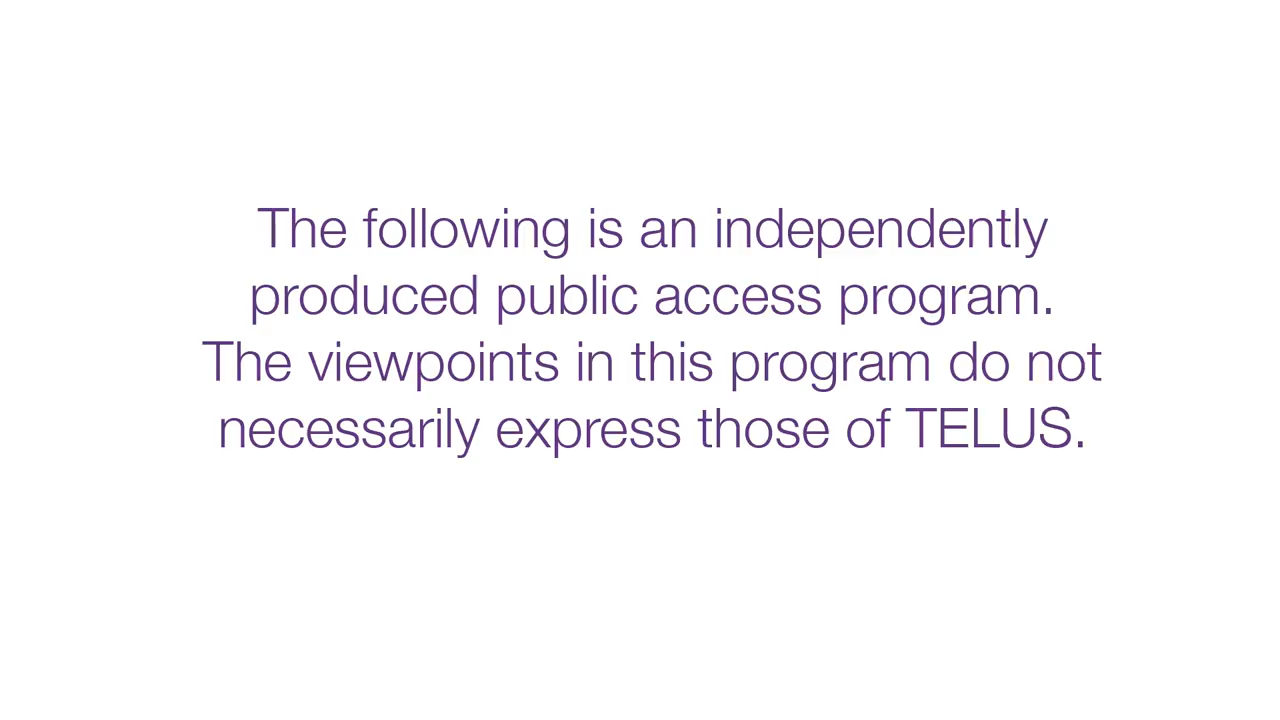 The following is an independently
produced public access program.
The viewpoints in this program do not
necessarily express those of TELUS.